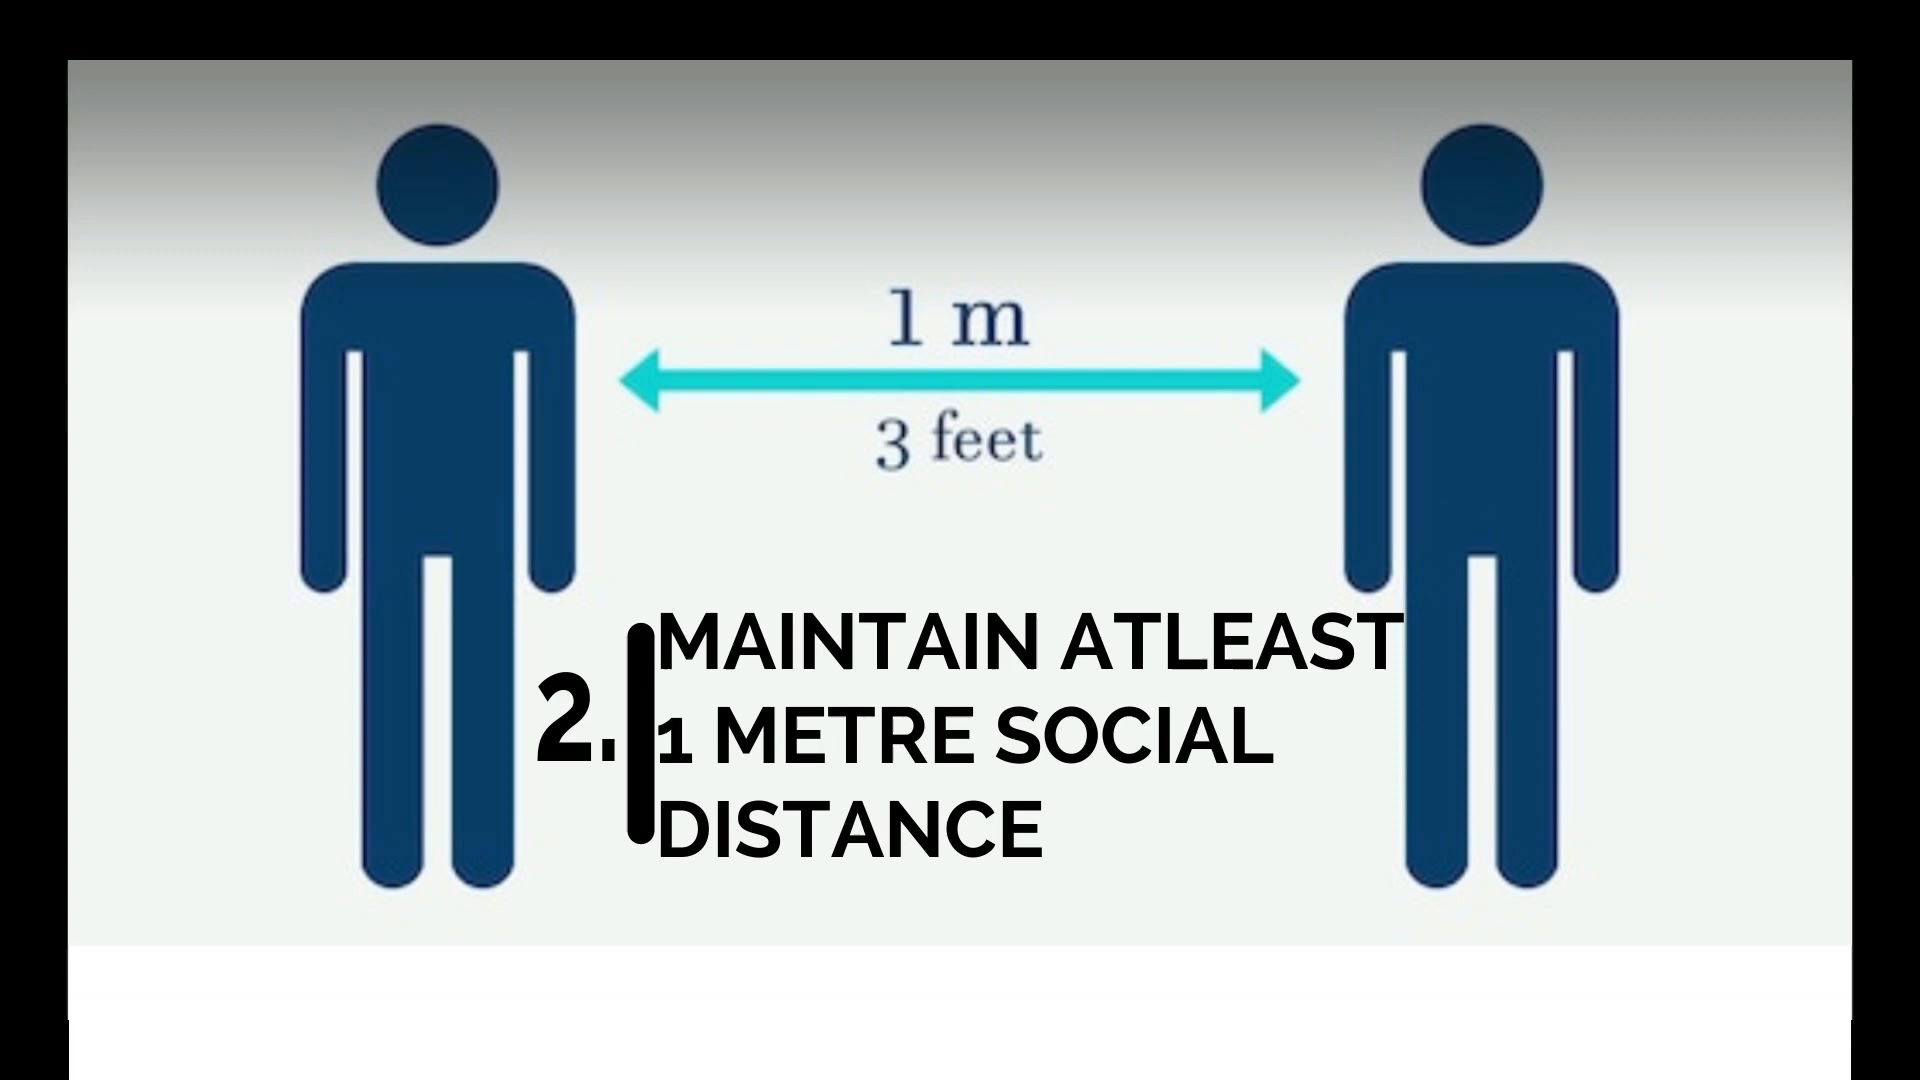 1 m
3 feet
2.
MAINTAIN ATLEAST
1 METRE SOCIAL
DISTANCE